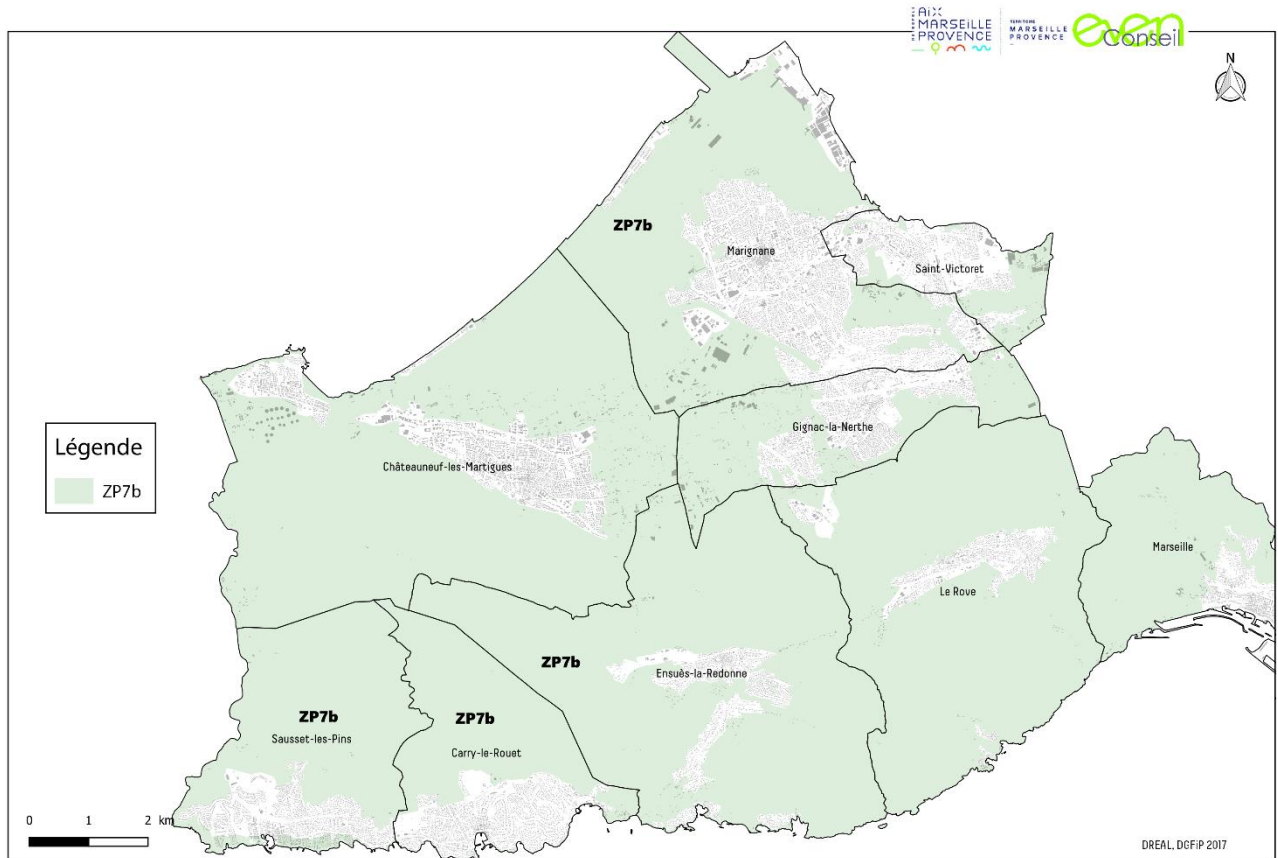 AiX
MARSEILLE
PROVENCE
TERRITOIRE
MARSEILLE
PROVENCE
even
Conseil
N
ZP7b
Marignane
Saint-Victoret
Gignac-la-Nerthe
Châteauneuf-les-Martigues
Légende
ZP7b
Marseille
Le Rove
ZP7b
Ensuès-la-Redonne
ZP7b
Sausset-les-Pins
ZP7b
Carry-le-Rouet
0 1 2 km
DREAL, DGFiP 2017